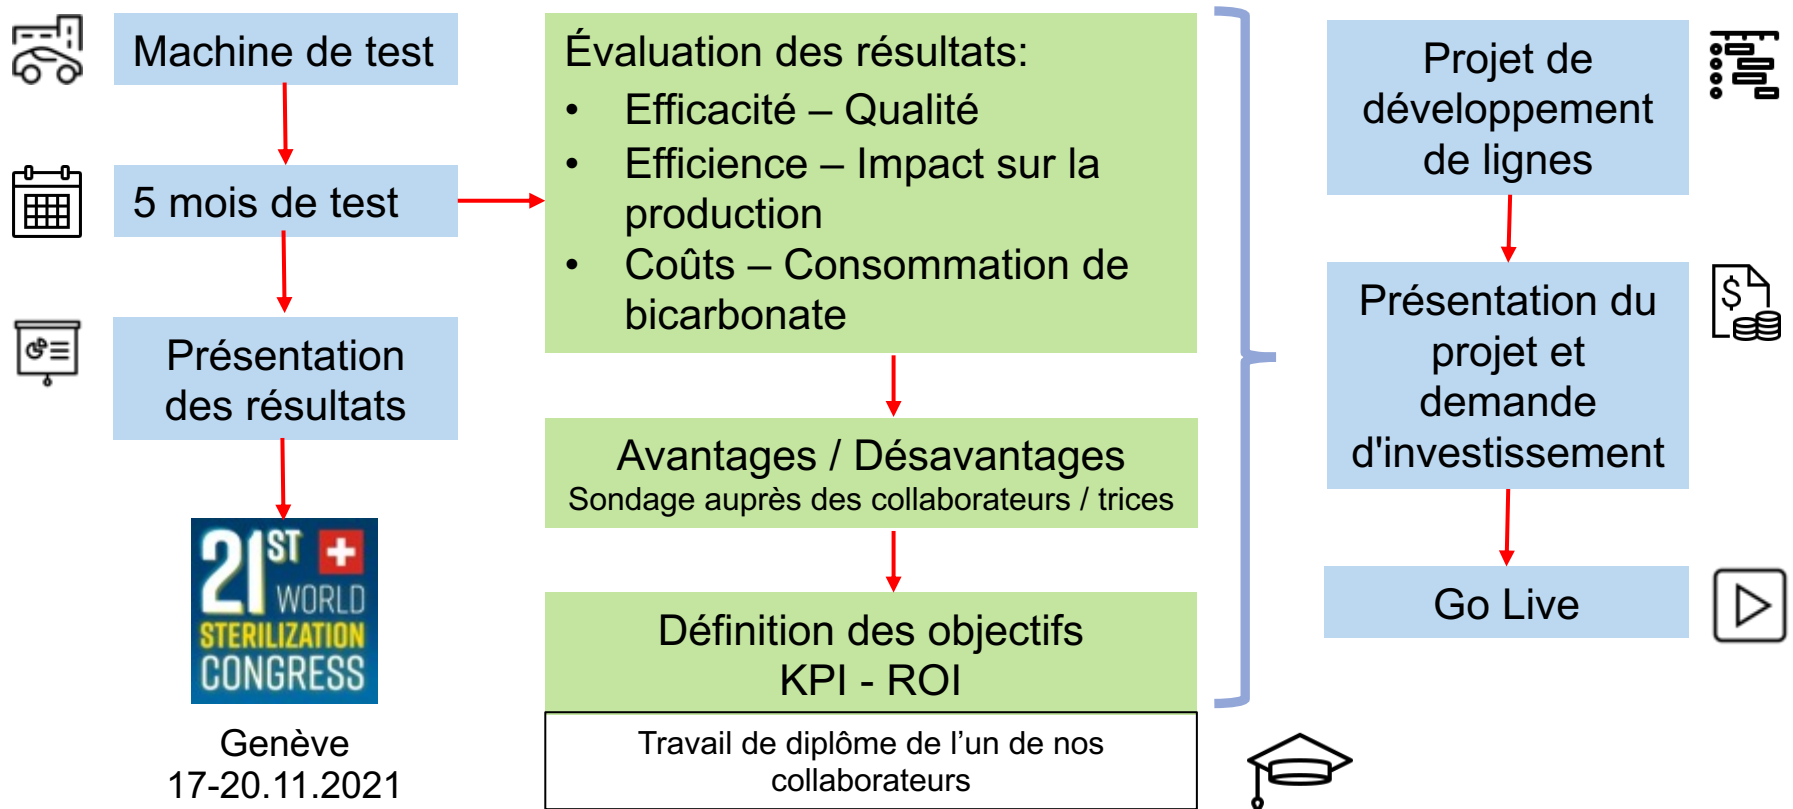 Machine de test
5 mois de test
Présentation
des résultats
21ST
WORLD
STERILIZATION
CONGRESS
Genève
17-20.11.2021
Évaluation des résultats:
• Efficacité – Qualité
• Efficience – Impact sur la
production
• Coûts – Consommation de
bicarbonate
Avantages / Désavantages
Sondage auprès des collaborateurs / trices
Définition des objectifs
KPI - ROI
Travail de diplôme de l’un de nos
collaborateurs
Projet de
développement
de lignes
Présentation du
projet et
demande
d'investissement
$
Go Live